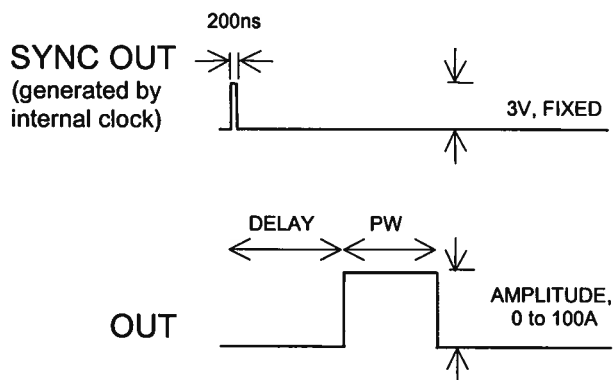 200ns
SYNC OUT
(generated by
internal clock)
3V, FIXED
DELAY
PW
AMPLITUDE,
0 to 100A
OUT